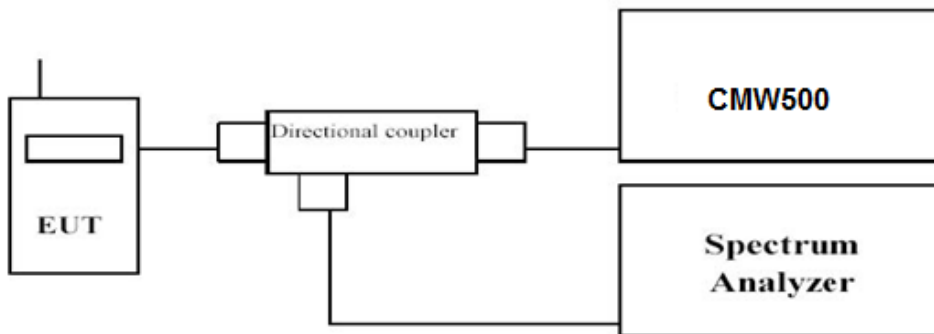 CMW500
Directional coupler
EUT
Spectrum
Analyzer